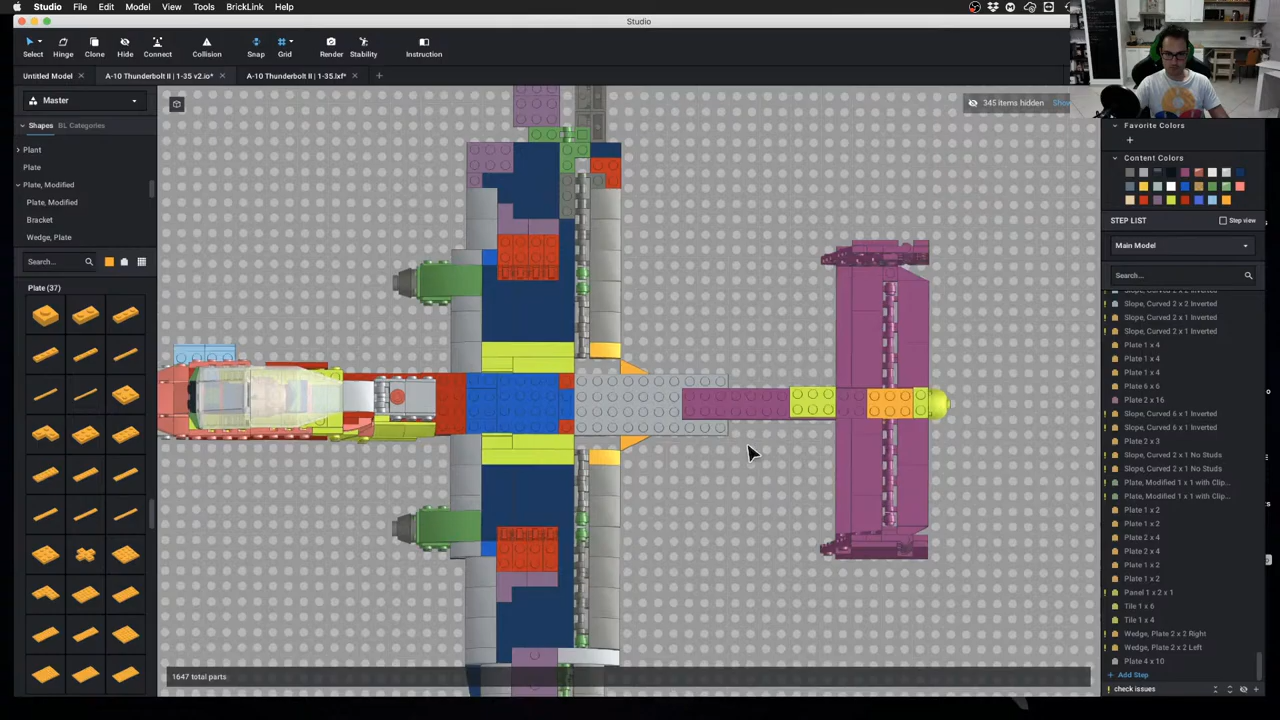 Studio File Edit Model View Tools BrickLink Help
Studio
Select Hinge Clone Hide Connect Collision Snap Grid Render Stability Instruction
Untitled Model A-10 Thunderbolt II | 1-35 v2.io* A-10 Thunderbolt II | 1-35.lxf*
Master
Shapes BL Categories
Plant
Plate
Plate, Modified
Plate, Modified
Bracket
Wedge, Plate
Search...
Plate (37)
345 items hidden Show
1647 total parts
Favorite Colors
Content Colors
STEP LIST Step view
Main Model
Search...
Slope, Curved 2 x 2 Inverted
Slope, Curved 2 x 2 Inverted
Slope, Curved 2 x 1 Inverted
Slope, Curved 2 x 1 Inverted
Plate 1 x 4
Plate 1 x 4
Plate 1 x 4
Plate 6 x 6
Plate 2 x 16
Slope, Curved 6 x 1 Inverted
Slope, Curved 6 x 1 Inverted
Plate 2 x 3
Slope, Curved 2 x 1 No Studs
Slope, Curved 2 x 1 No Studs
Plate, Modified 1 x 1 with Clip...
Plate, Modified 1 x 1 with Clip...
Plate 1 x 2
Plate 1 x 2
Plate 2 x 4
Plate 2 x 4
Plate 1 x 2
Plate 1 x 2
Panel 1 x 2 x 1
Tile 1 x 6
Tile 1 x 4
Wedge, Plate 2 x 2 Right
Wedge, Plate 2 x 2 Left
Plate 4 x 10
Add Step
check issues